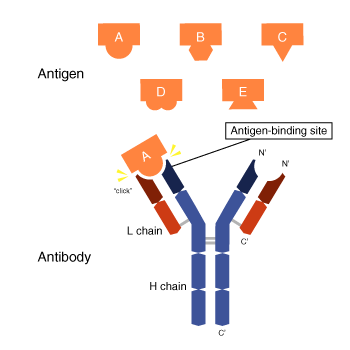 A
B
C
Antigen
D
E
Antigen-binding site
A
N'
N'
"click"
L chain
C'
Antibody
H chain
C'